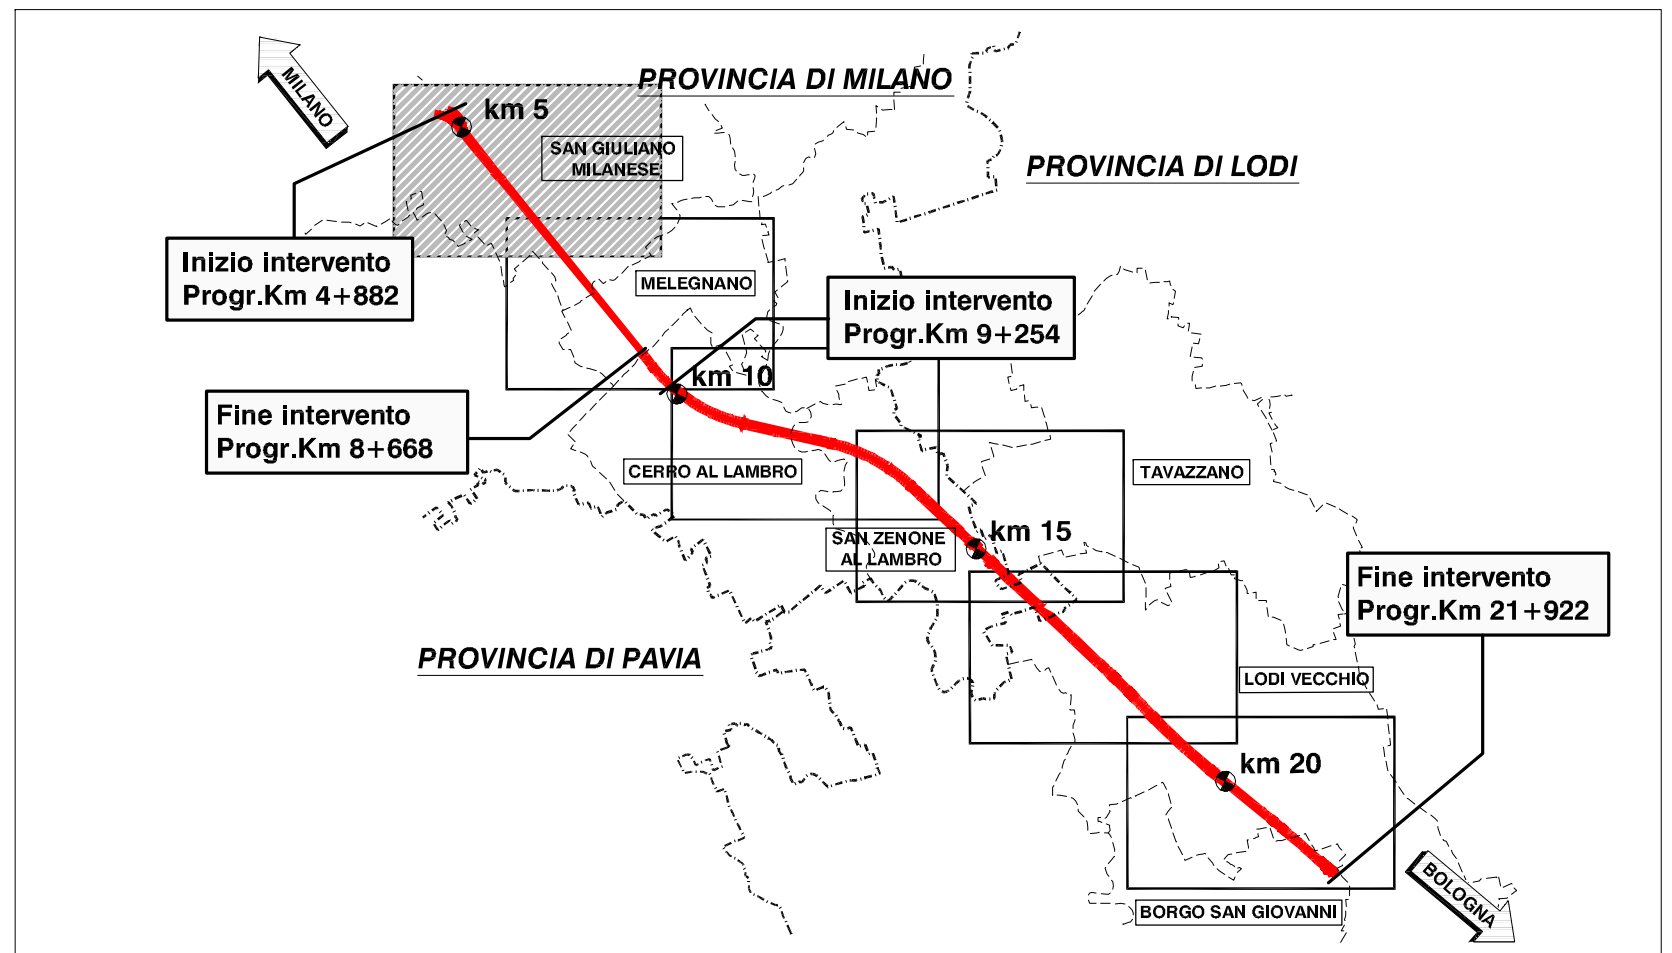 PROVINCIA DI MILANO
MILANO
km 5
SAN GIULIANO
MILANESE
PROVINCIA DI LODI
Inizio intervento
Progr.Km 4+882
MELEGNANO
Inizio intervento
Progr.Km 9+254
km 10
Fine intervento
Progr.Km 8+668
CERRO AL LAMBRO
TAVAZZANO
SAN ZENONE
AL LAMBRO
km 15
Fine intervento
Progr.Km 21+922
PROVINCIA DI PAVIA
LODI VECCHIO
km 20
BOLOGNA
BORGO SAN GIOVANNI